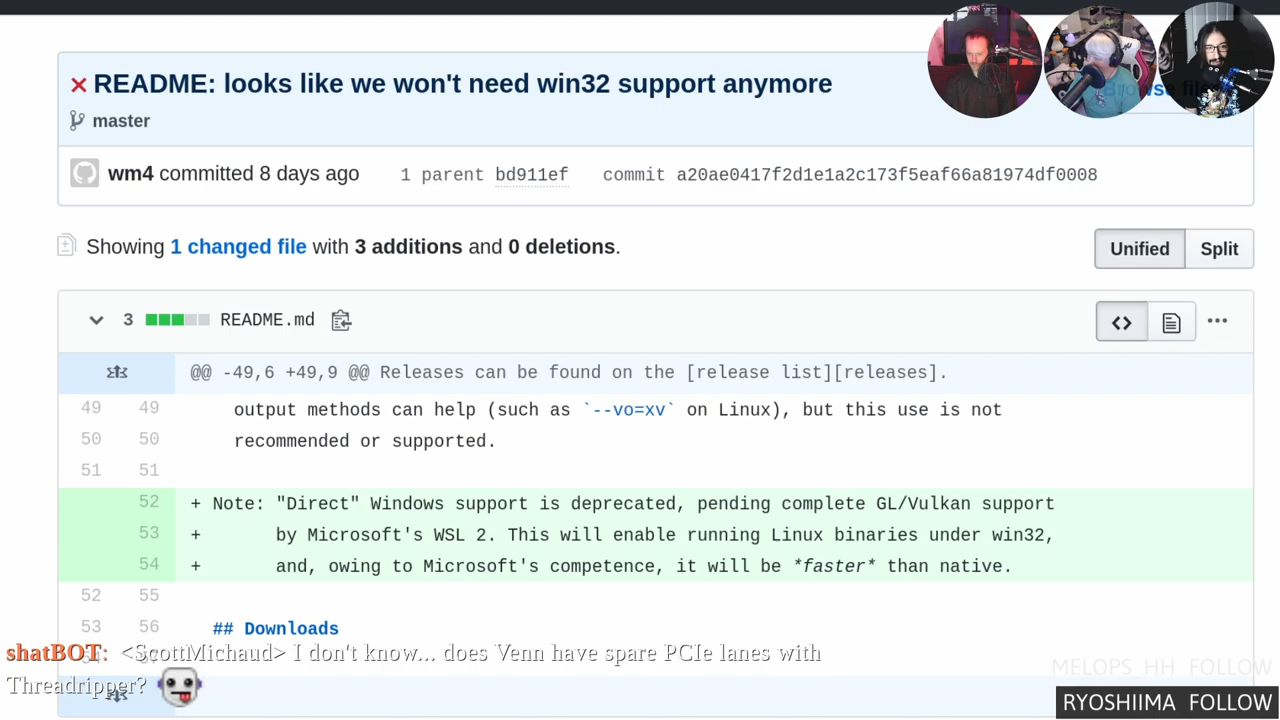 README: looks like we won't need win32 support anymore
master
wm4 committed 8 days ago 1 parent bd911ef commit a20ae0417f2d1e1a2c173f5eaf66a81974df0008
Showing 1 changed file with 3 additions and 0 deletions.
Unified Split
3 README.md
@@ -49,6 +49,9 @@ Releases can be found on the [release list][releases].
49 49 output methods can help (such as `--vo=xv` on Linux), but this use is not
50 50 recommended or supported.
51 51
52 + Note: "Direct" Windows support is deprecated, pending complete GL/Vulkan support
53 + by Microsoft's WSL 2. This will enable running Linux binaries under win32,
54 + and, owing to Microsoft's competence, it will be *faster* than native.
52 55
53 56 ## Downloads
shatBOT: <ScottMichaud> I don't know... does Venn have spare PCIe lanes with
Threadripper?
MELOPS HH FOLLOW
RYOSHIIMA FOLLOW